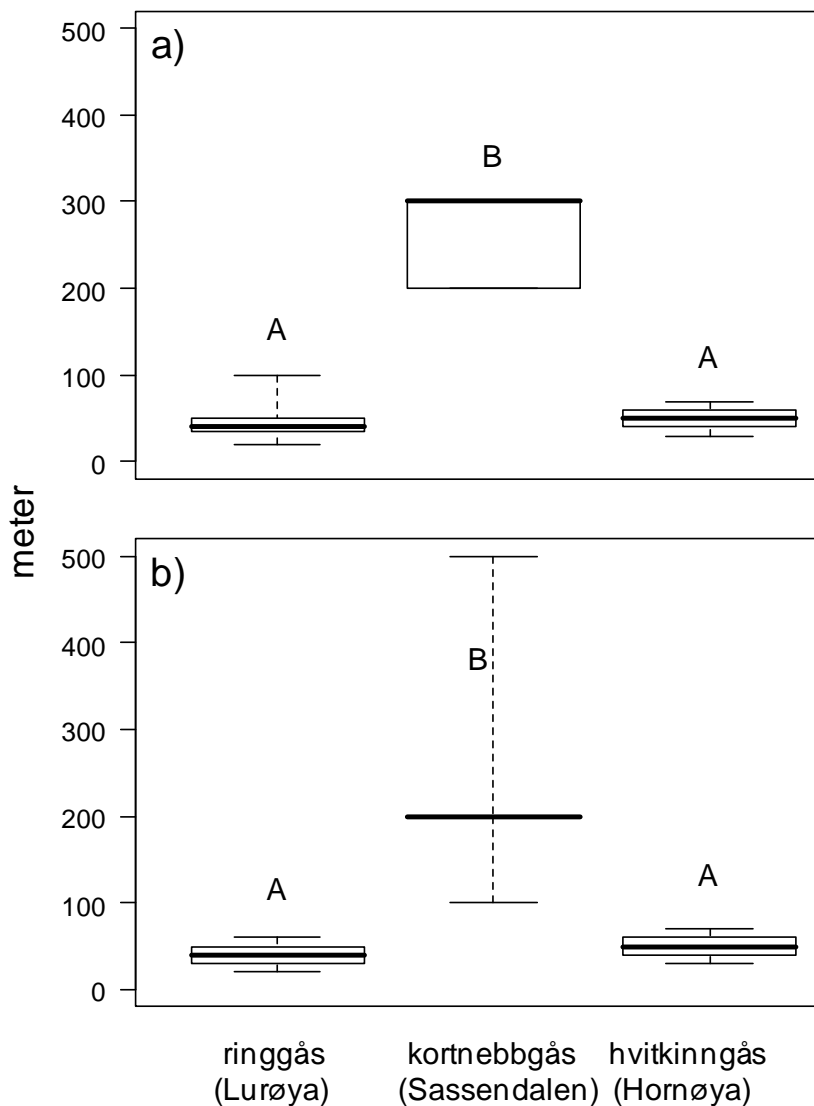 a)
500
400
300
200
100
0
B
A
A
meter
b)
500
400
300
200
100
0
B
A
A
ringgås kortnebbgås hvitkinngås
(Lurøya) (Sassendalen) (Hornøya)